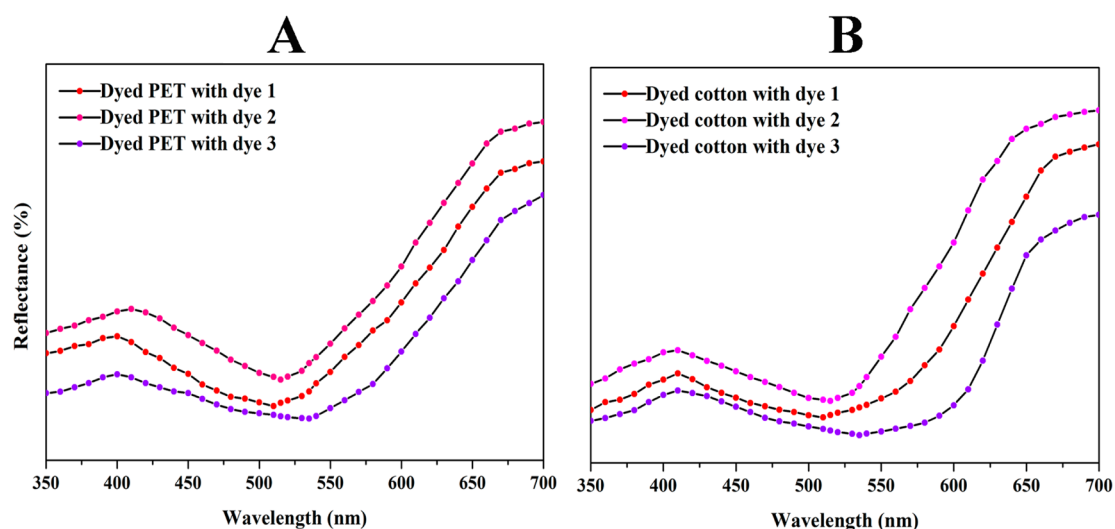 A
Dyed PET with dye 1
Dyed PET with dye 2
Dyed PET with dye 3
Reflectance (%)
350 400 450 500 550 600 650 700
Wavelength (nm)
B
Dyed cotton with dye 1
Dyed cotton with dye 2
Dyed cotton with dye 3
350 400 450 500 550 600 650 700
Wavelength (nm)